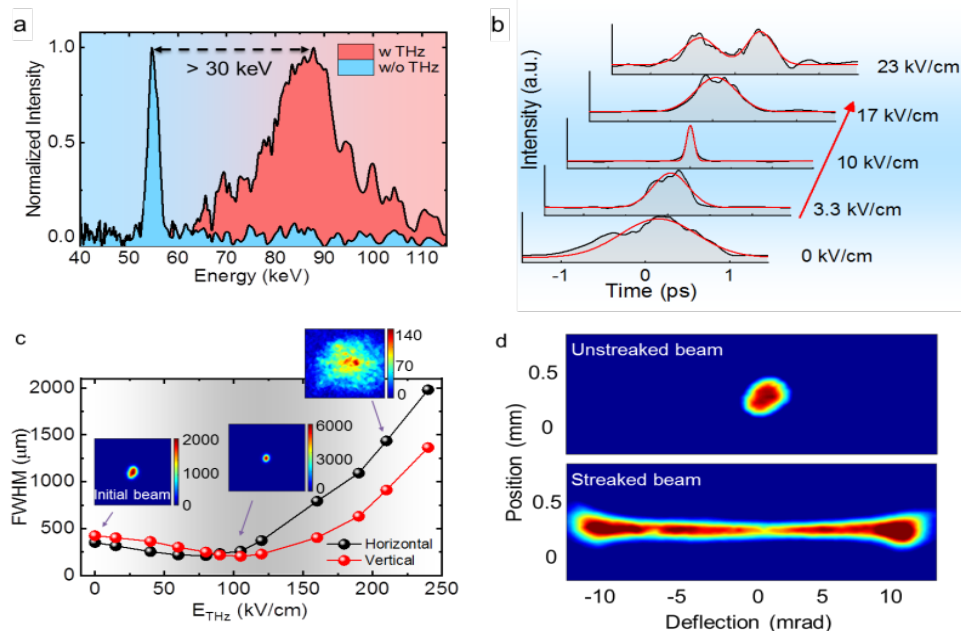 a
1.0
0.5
0.0
Normalized Intensity
> 30 keV
w THz
w/o THz
40 50 60 70 80 90 100 110
Energy (keV)
b
Intensity (a.u.)
23 kV/cm
17 kV/cm
10 kV/cm
3.3 kV/cm
0 kV/cm
-1 0 1
Time (ps)
c
140
70
0
2000
1500
1000
500
0
FWHM (μm)
2000
1000
0
Initial beam
6000
3000
0
Horizontal
Vertical
0 50 100 150 200 250
E_THz (kV/cm)
d
Unstreaked beam
0.5
0
Position (mm)
Streaked beam
0.5
0
-10 -5 0 5 10
Deflection (mrad)